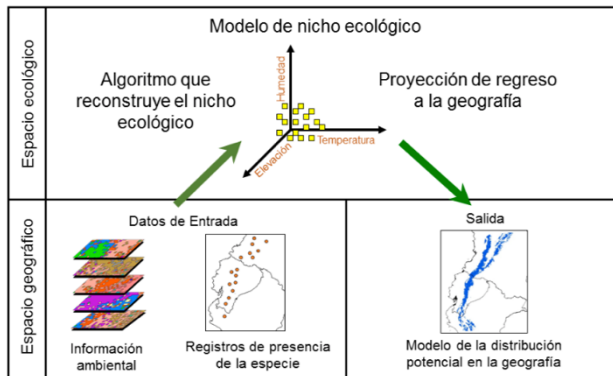 Modelo de nicho ecológico
Espacio ecológico
Algoritmo que
reconstruye el nicho
ecológico
Humedad
Temperatura
Elevación
Proyección de regreso
a la geografía
Espacio geográfico
Datos de Entrada
Información
ambiental
Registros de presencia
de la especie
Salida
Modelo de la distribución
potencial en la geografía